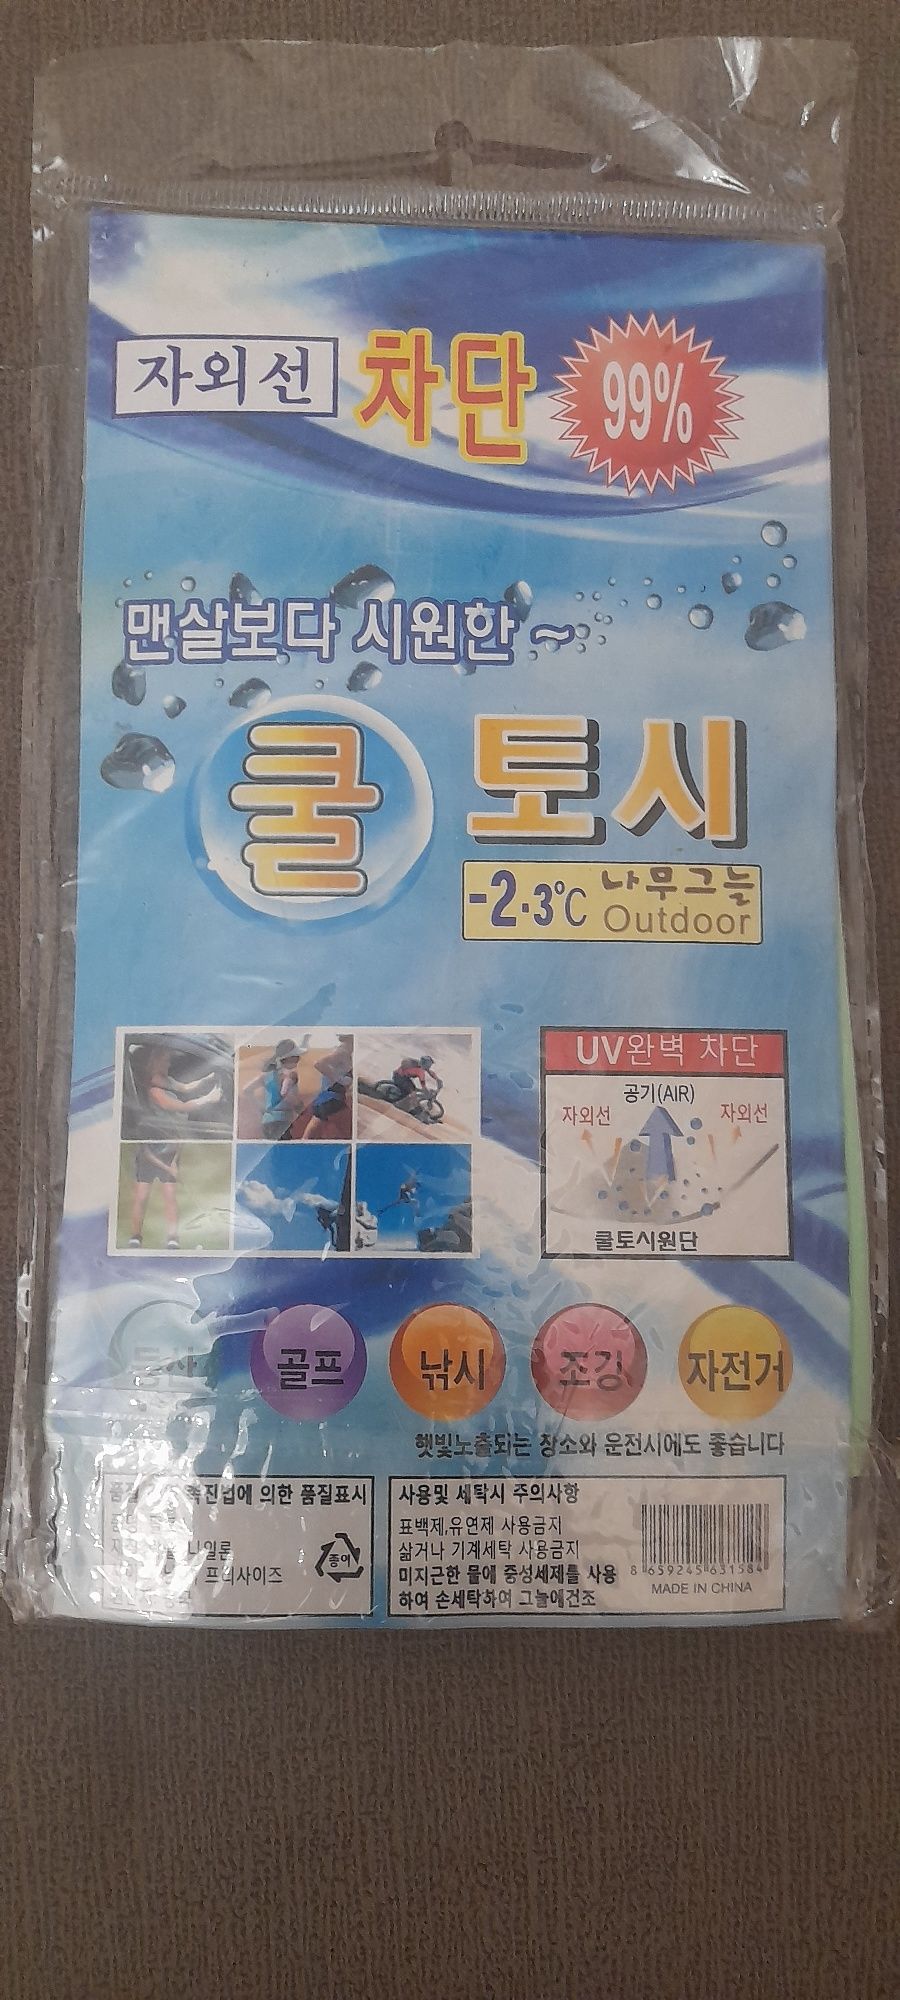 자외선 차단 99%
맨살보다 시원한 ~
쿨 토시
-2.3℃ 나무그늘
Outdoor
UV완벽 차단
공기(AIR)
자외선 자외선
쿨토시원단
등산 골프 낚시 조깅 자전거
햇빛노출되는 장소와 운전시에도 좋습니다
촉진법에 의한 품질표시
나일론
프리사이즈
종이
사용및 세탁시 주의사항
표백제,유연제 사용금지
삶거나 기계세탁 사용금지
미지근한 물에 중성세제를 사용
하여 손세탁하여 그늘에건조
8 659245 631584
MADE IN CHINA